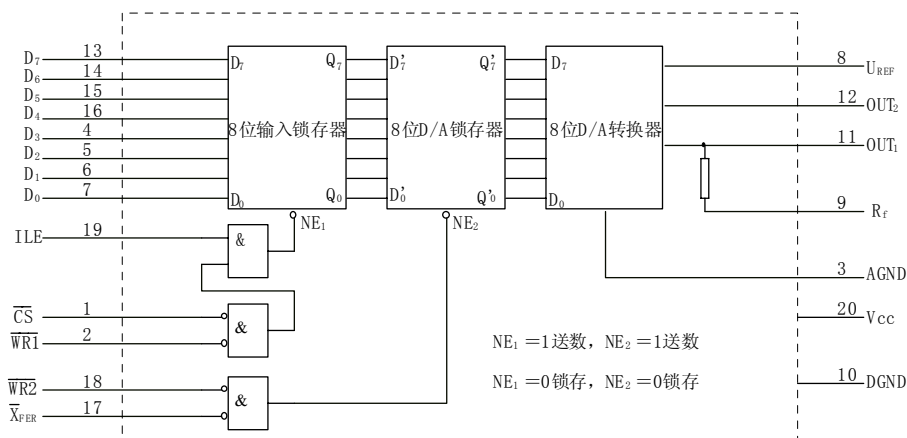 D₇ 13
D₆ 14
D₅ 15
D₄ 16
D₃ 4
D₂ 5
D₁ 6
D₀ 7
ILE 19
C̅S̅ 1
W̅R̅1̅ 2
W̅R̅2̅ 18
X̅FER 17
D₇
8位输入锁存器
D₀
Q₇
Q₀
NE₁
D'₇
8位D/A锁存器
D'₀
Q'₇
Q'₀
NE₂
D₇
8位D/A转换器
D₀
&
&
&
8 UREF
12 OUT₂
11 OUT₁
9 Rf
3 AGND
20 Vcc
10 DGND
NE₁=1送数，NE₂=1送数
NE₁=0锁存，NE₂=0锁存